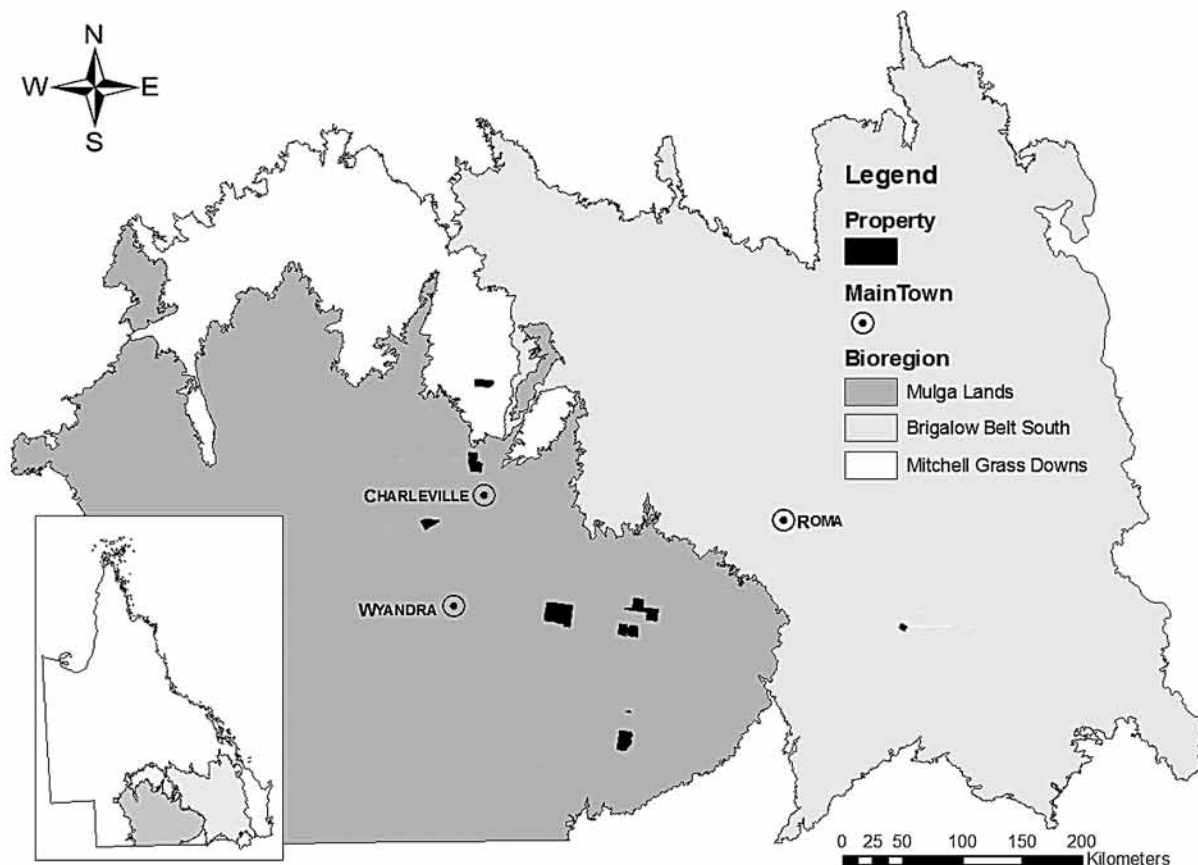 N
W E
S
Legend
Property
MainTown
Bioregion
Mulga Lands
Brigalow Belt South
Mitchell Grass Downs
CHARLEVILLE
ROMA
WYANDRA
0 25 50 100 150 200
Kilometers